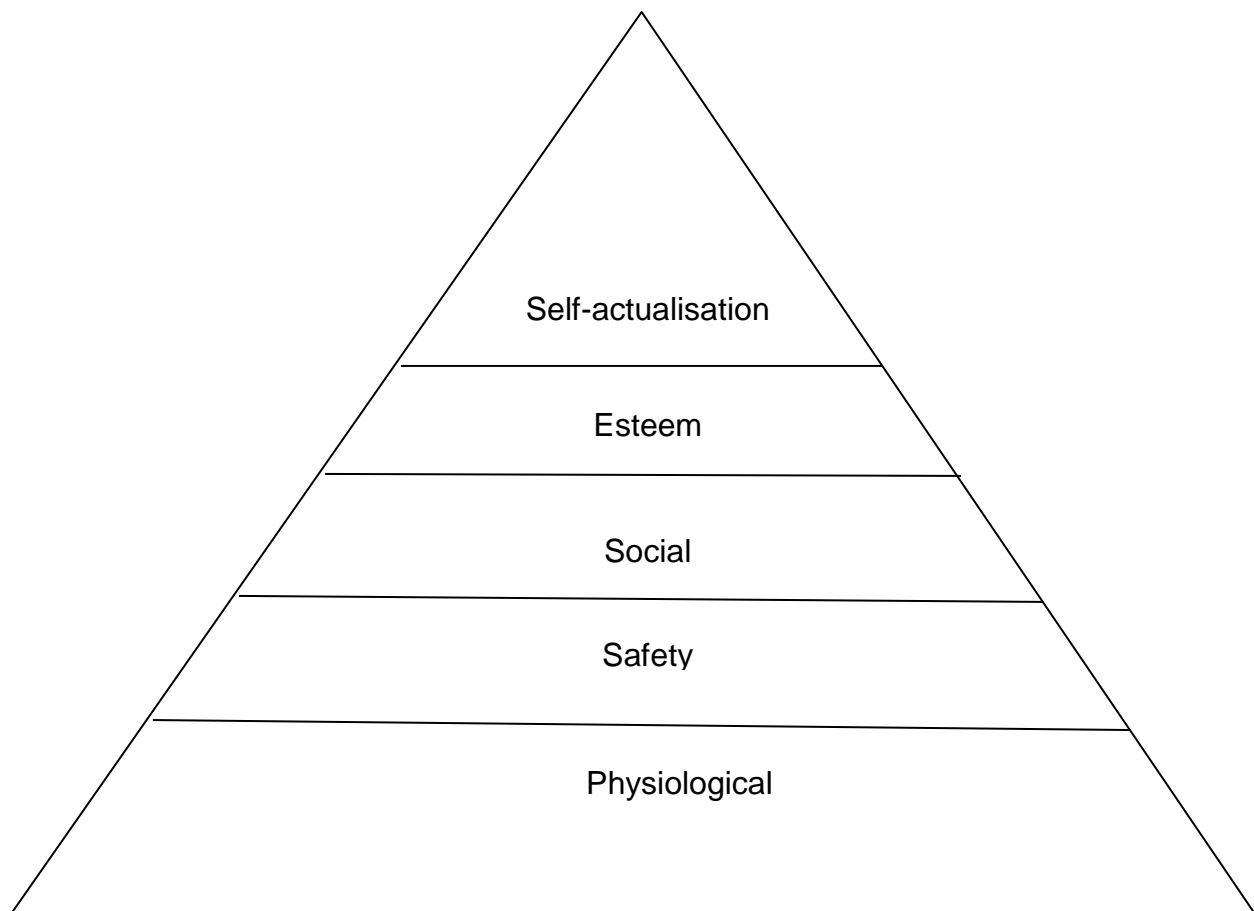 Self-actualisation
Esteem
Social
Safety
Physiological